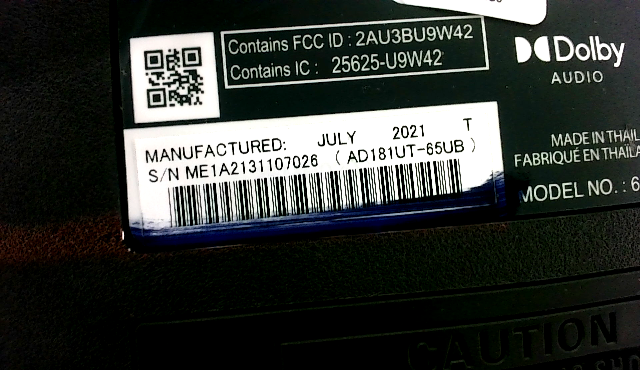 Contains FCC ID : 2AU3BU9W42
Contains IC : 25625-U9W42
Dolby
AUDIO
MANUFACTURED: JULY 2021 T
S/N ME1A2131107026 ( AD181UT-65UB )
MADE IN THAIL
FABRIQUÉ EN THAÏLA
MODEL NO. : 6
CAUTION